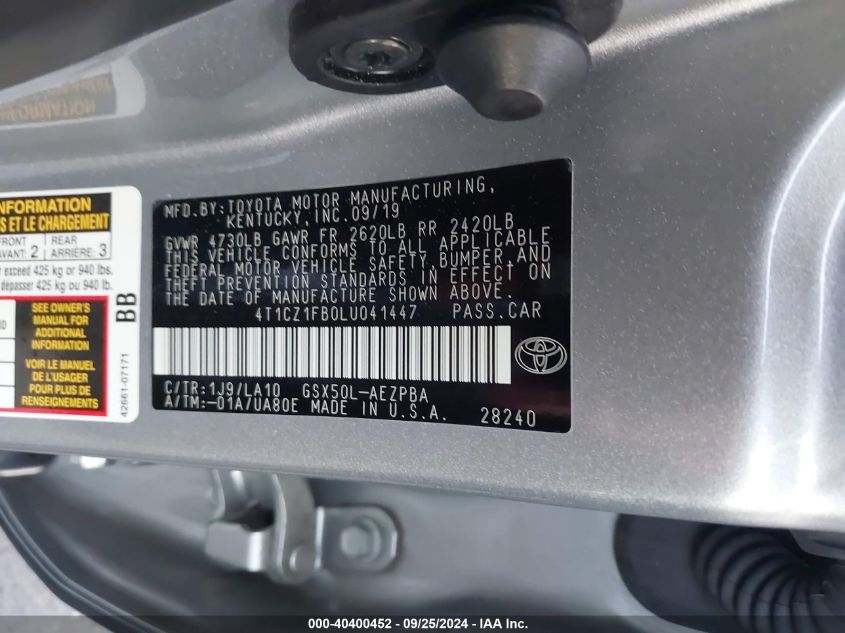 INFORMATION
NFORMATION
S ET LE CHARGEMENT
FRONT
AVANT: 2
REAR
ARRIÈRE: 3
exceed 425 kg or 940 lbs.
dépasser 425 kg ou 940 lb.
SEE OWNER'S
MANUAL FOR
ADDITIONAL
INFORMATION
VOIR LE MANUEL
DE L'USAGER
POUR PLUS DE
RENSEIGNEMENTS
BB
42661-07171
MFD.BY:TOYOTA MOTOR MANUFACTURING,
KENTUCKY,INC.09/19
GVWR 4730LB GAWR FR 2620LB RR 2420LB
THIS VEHICLE CONFORMS TO ALL APPLICABLE
FEDERAL MOTOR VEHICLE SAFETY,BUMPER,AND
THEFT PREVENTION STANDARDS IN EFFECT ON
THE DATE OF MANUFACTURE SHOWN ABOVE.
4T1CZ1FB0LU041447 PASS.CAR
C/TR:1J9/LA10 GSX50L-AEZPBA
A/TM:-01A/UA80E MADE IN U.S.A.
28240
000-40400452 - 09/25/2024 - IAA Inc.